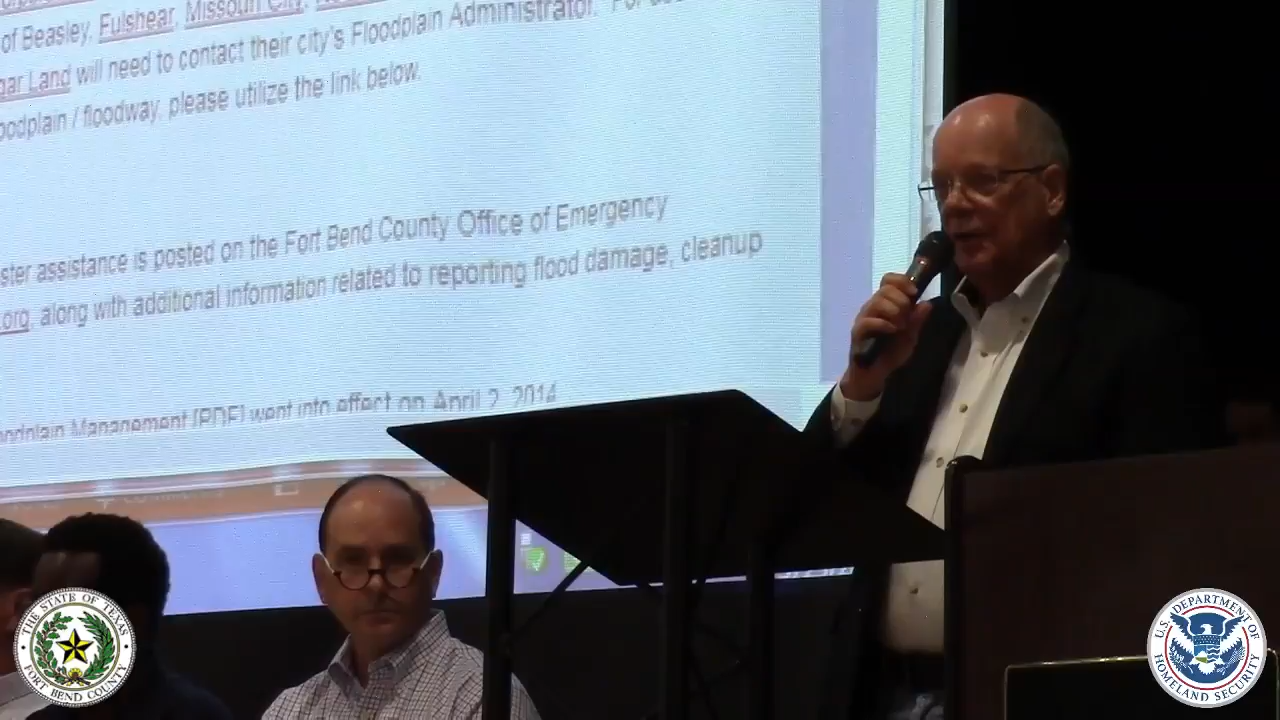 of Beasley, Fulshear, Missouri City,
gar Land will need to contact their city's Floodplain Administrator. For
oodplain / floodway, please utilize the link below.
ster assistance is posted on the Fort Bend County Office of Emergency
.org, along with additional information related to reporting flood damage, cleanup
odplain Management [PDF] went into effect on April 2, 2014
THE STATE OF TEXAS
FORT BEND COUNTY
U.S. DEPARTMENT OF
HOMELAND SECURITY